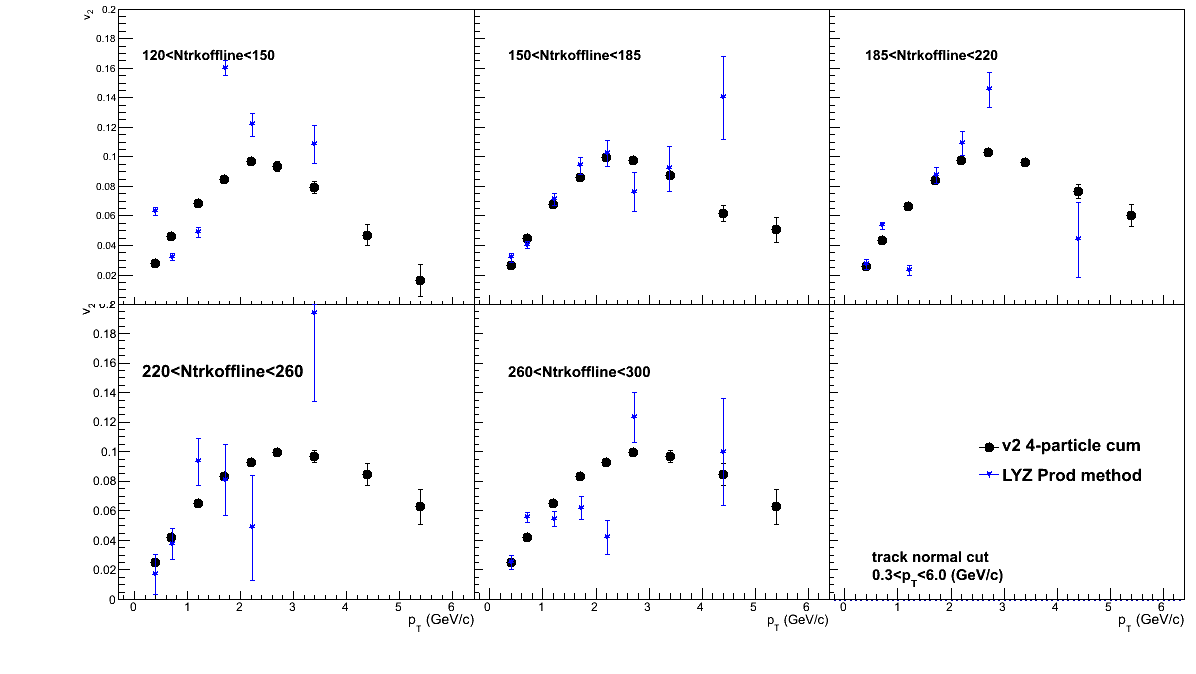 v2
0.2
0.18
0.16
0.14
0.12
0.1
0.08
0.06
0.04
0.02
120<Ntrkoffline<150
150<Ntrkoffline<185
185<Ntrkoffline<220
v2
0.2
0.18
0.16
0.14
0.12
0.1
0.08
0.06
0.04
0.02
0
220<Ntrkoffline<260
260<Ntrkoffline<300
v2 4-particle cum
LYZ Prod method
track normal cut
0.3<pT<6.0 (GeV/c)
0 1 2 3 4 5 6
pT (GeV/c)
0 1 2 3 4 5 6
pT (GeV/c)
0 1 2 3 4 5 6
pT (GeV/c)